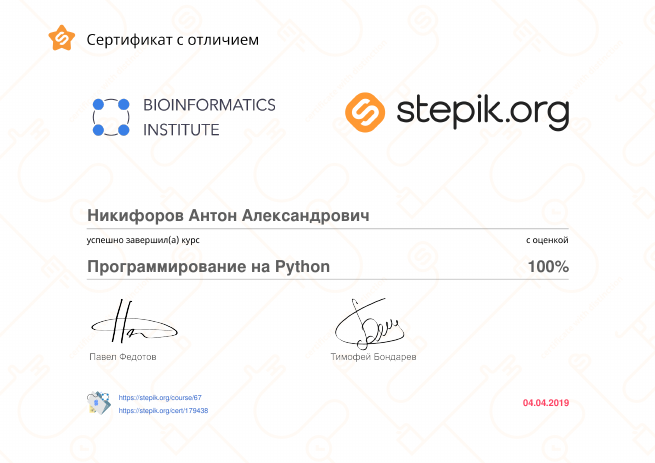 Сертификат с отличием
BIOINFORMATICS
INSTITUTE
stepik.org
Никифоров Антон Александрович
успешно завершил(а) курс с оценкой
Программирование на Python 100%
Павел Федотов Тимофей Бондарев
https://stepik.org/course/67
https://stepik.org/cert/179438
04.04.2019